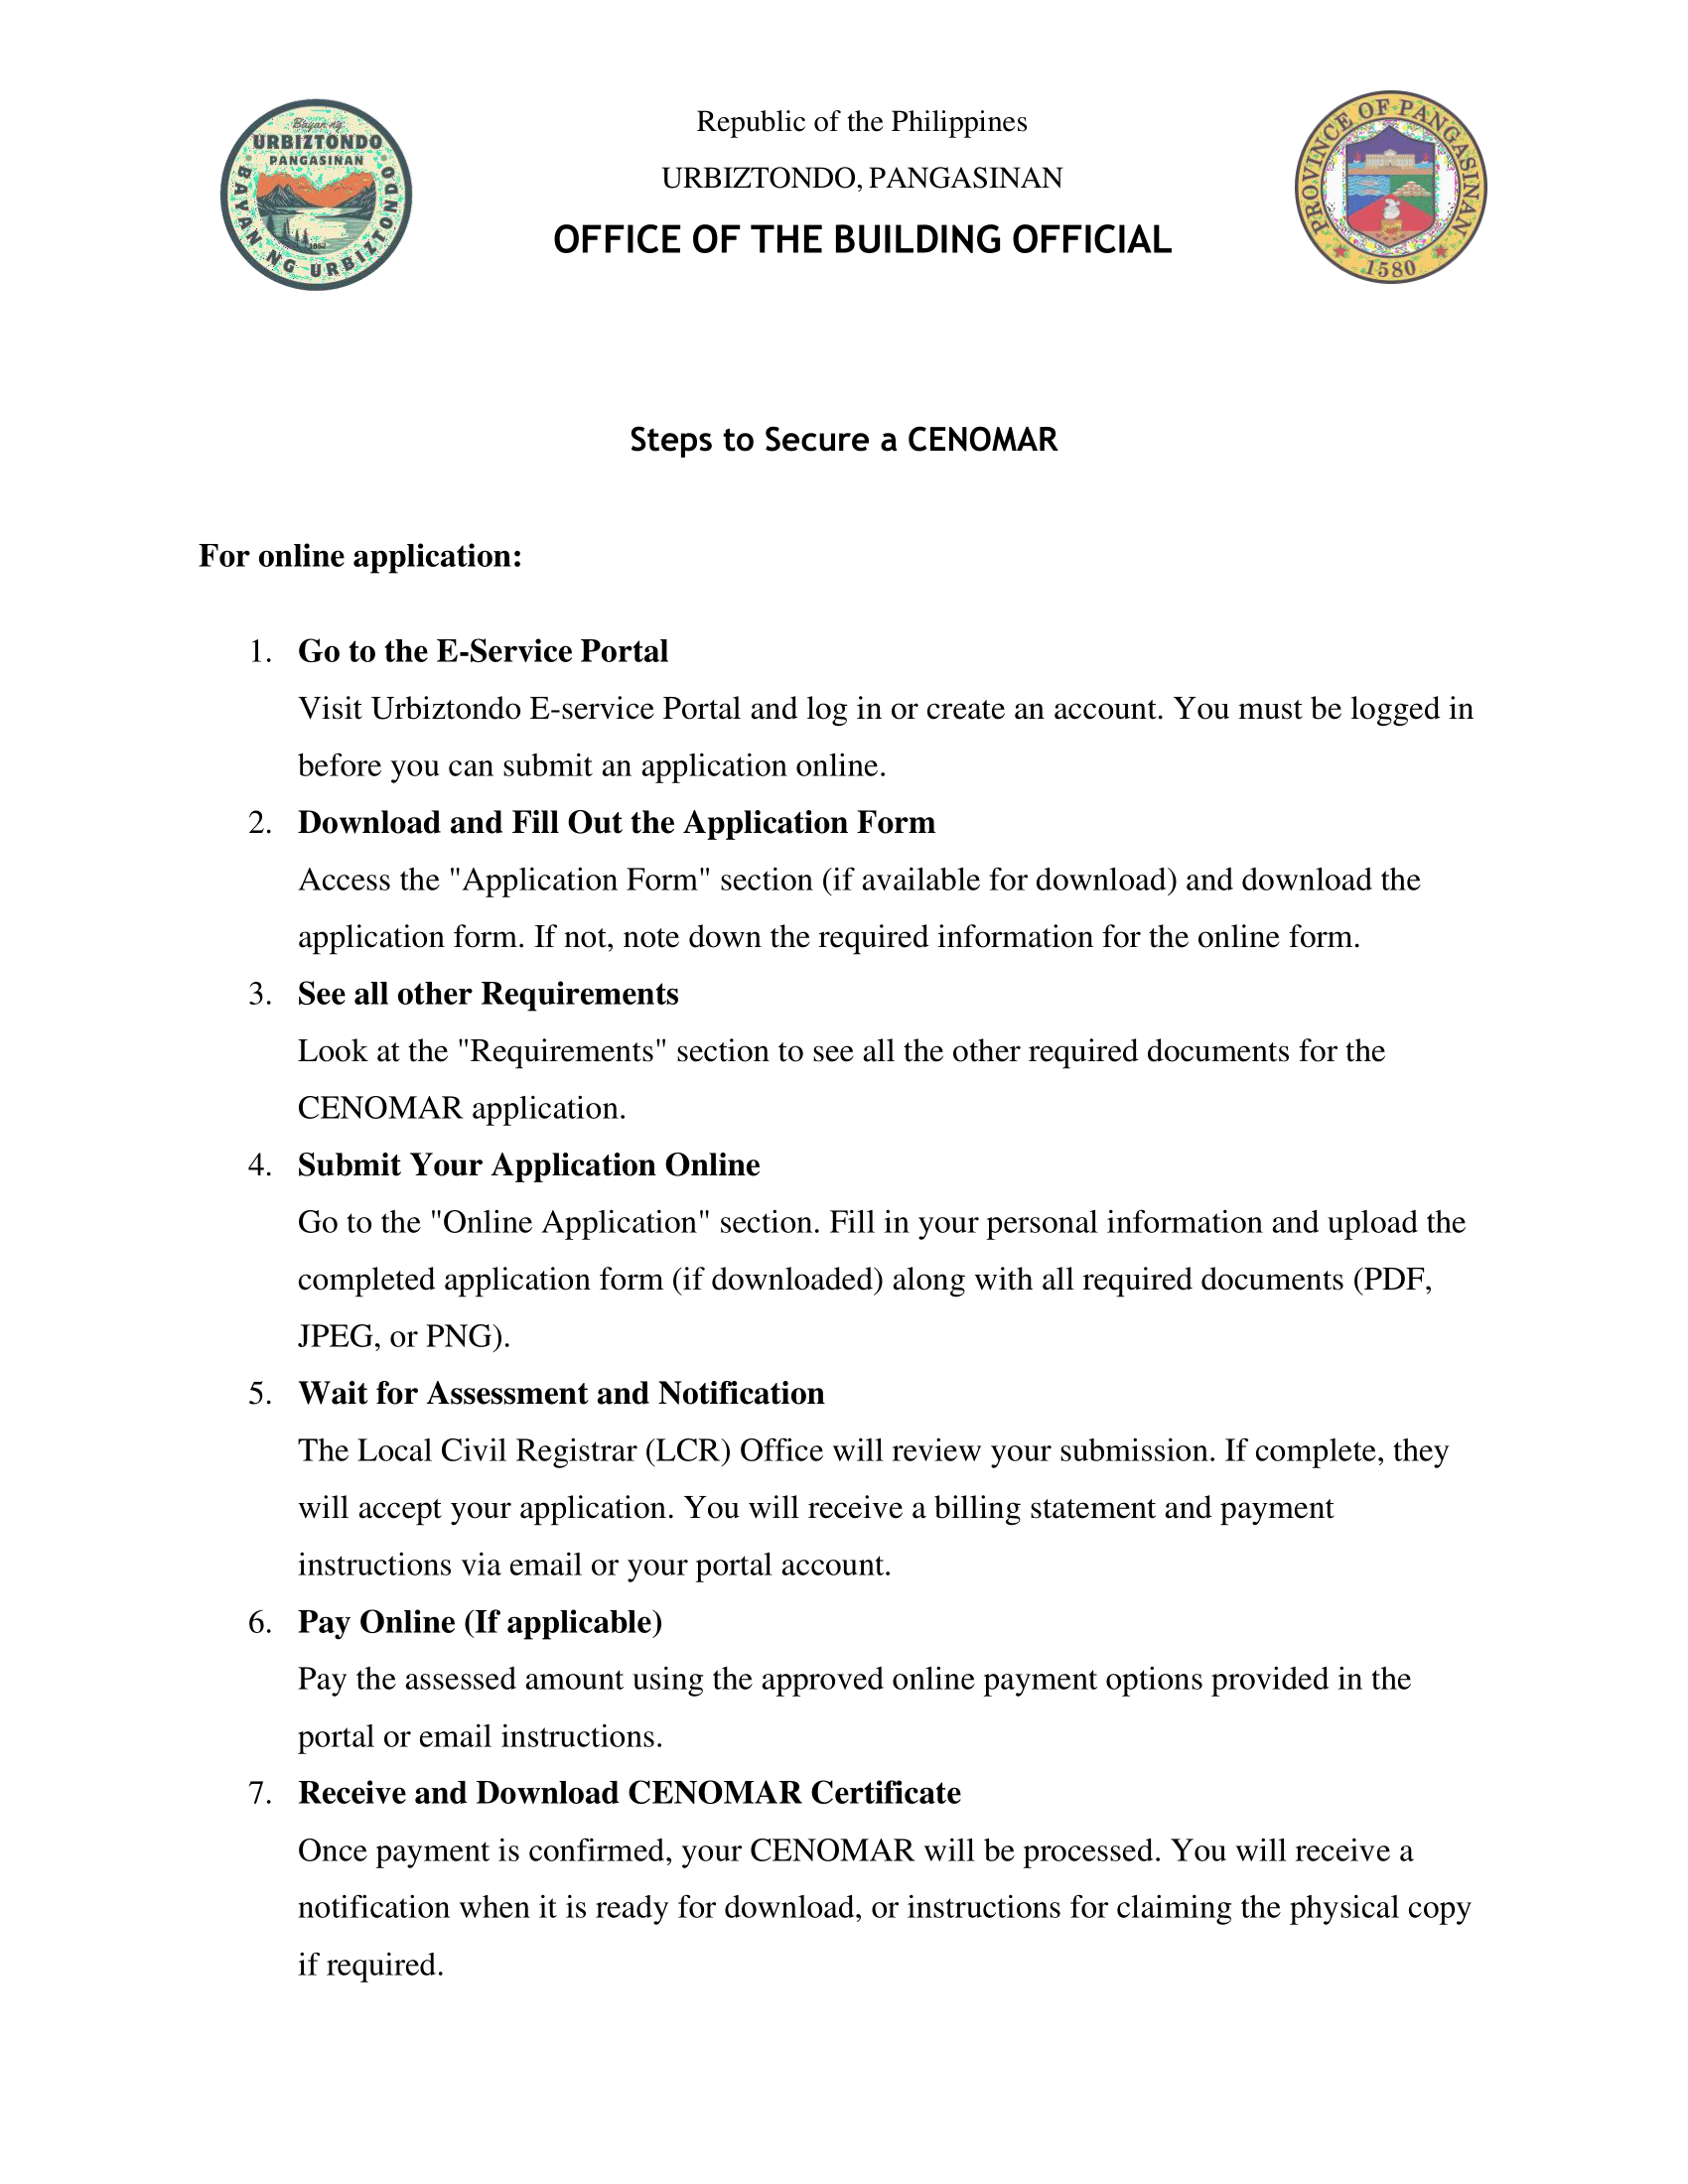 Bayan ng
URBIZTONDO
PANGASINAN
BAYAN NG URBIZTONDO
1852
Republic of the Philippines
URBIZTONDO, PANGASINAN
OFFICE OF THE BUILDING OFFICIAL
PROVINCE OF PANGASINAN
1580
Steps to Secure a CENOMAR
For online application:
1. Go to the E-Service Portal
Visit Urbiztondo E-service Portal and log in or create an account. You must be logged in
before you can submit an application online.
2. Download and Fill Out the Application Form
Access the "Application Form" section (if available for download) and download the
application form. If not, note down the required information for the online form.
3. See all other Requirements
Look at the "Requirements" section to see all the other required documents for the
CENOMAR application.
4. Submit Your Application Online
Go to the "Online Application" section. Fill in your personal information and upload the
completed application form (if downloaded) along with all required documents (PDF,
JPEG, or PNG).
5. Wait for Assessment and Notification
The Local Civil Registrar (LCR) Office will review your submission. If complete, they
will accept your application. You will receive a billing statement and payment
instructions via email or your portal account.
6. Pay Online (If applicable)
Pay the assessed amount using the approved online payment options provided in the
portal or email instructions.
7. Receive and Download CENOMAR Certificate
Once payment is confirmed, your CENOMAR will be processed. You will receive a
notification when it is ready for download, or instructions for claiming the physical copy
if required.